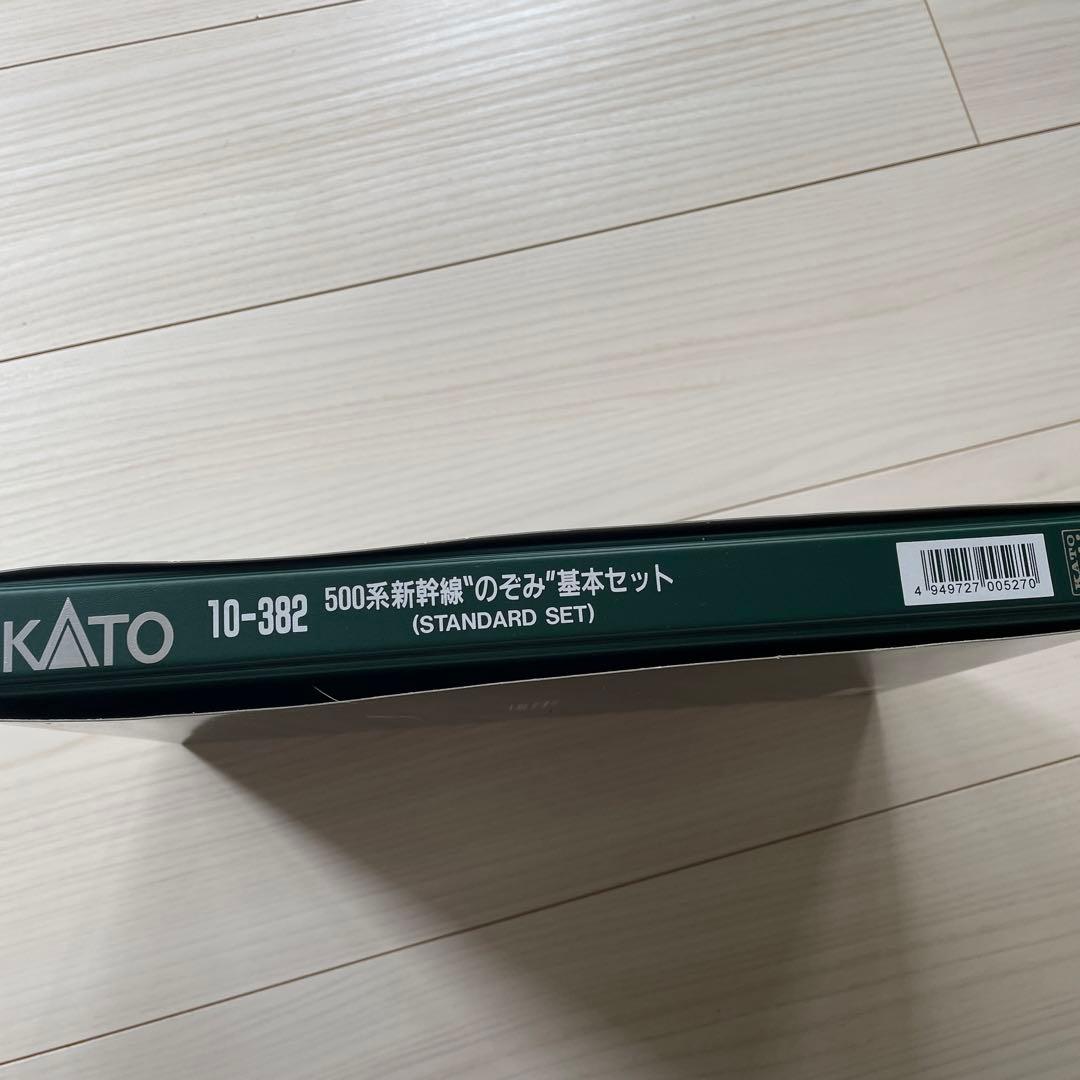 KATO
10-382
500系新幹線"のぞみ"基本セット
(STANDARD SET)
4 949727 005270
KATO